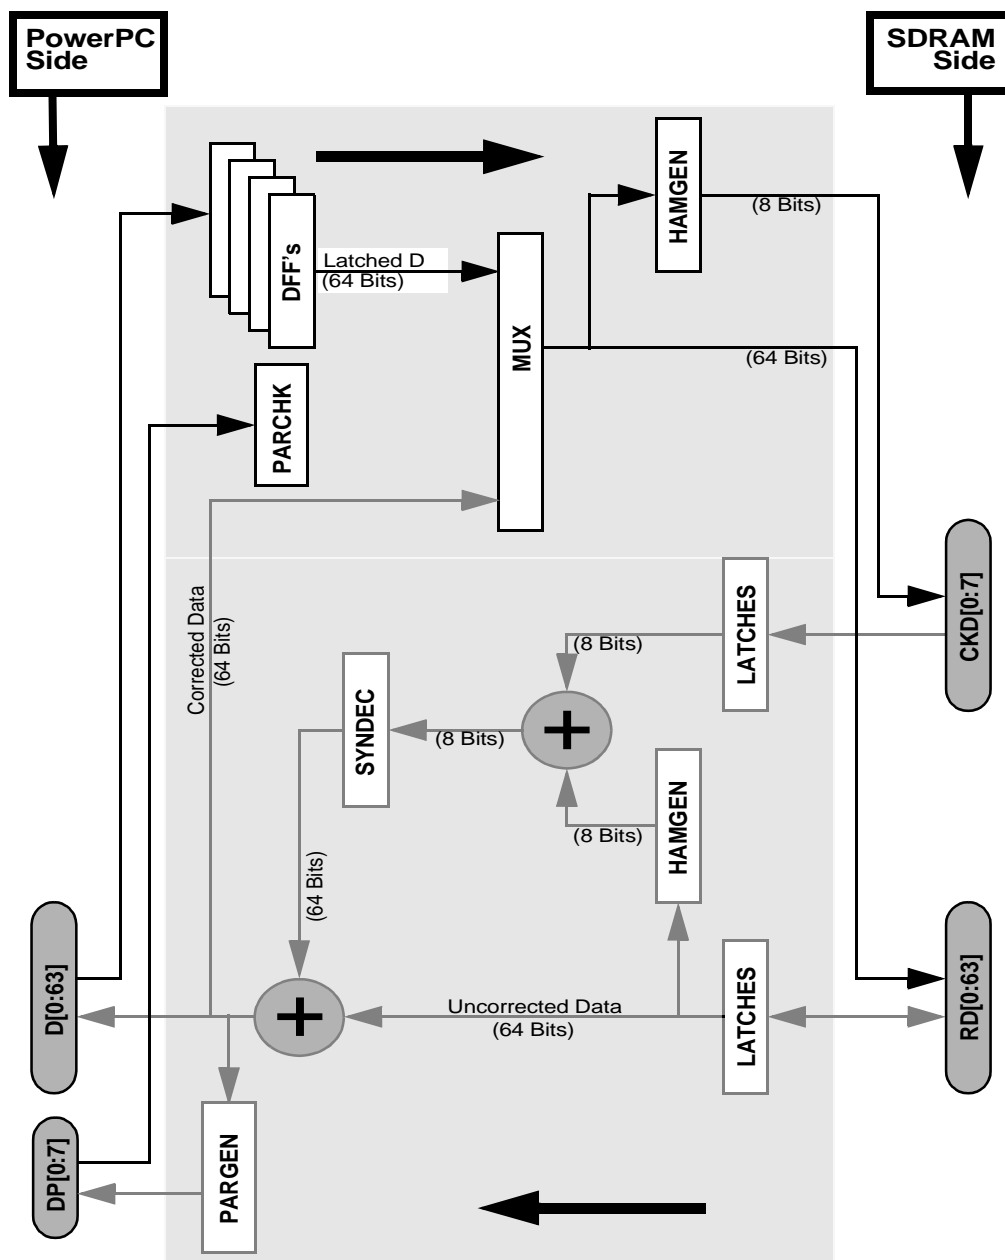 PowerPC
Side
SDRAM
Side
HAMGEN
(8 Bits)
DFF's
Latched D
(64 Bits)
MUX
(64 Bits)
PARCHK
Corrected Data
(64 Bits)
LATCHES
(8 Bits)
CKD[0:7]
SYNDEC
(8 Bits)
+
HAMGEN
(8 Bits)
(64 Bits)
D[0:63]
+
Uncorrected Data
(64 Bits)
LATCHES
RD[0:63]
DP[0:7]
PARGEN